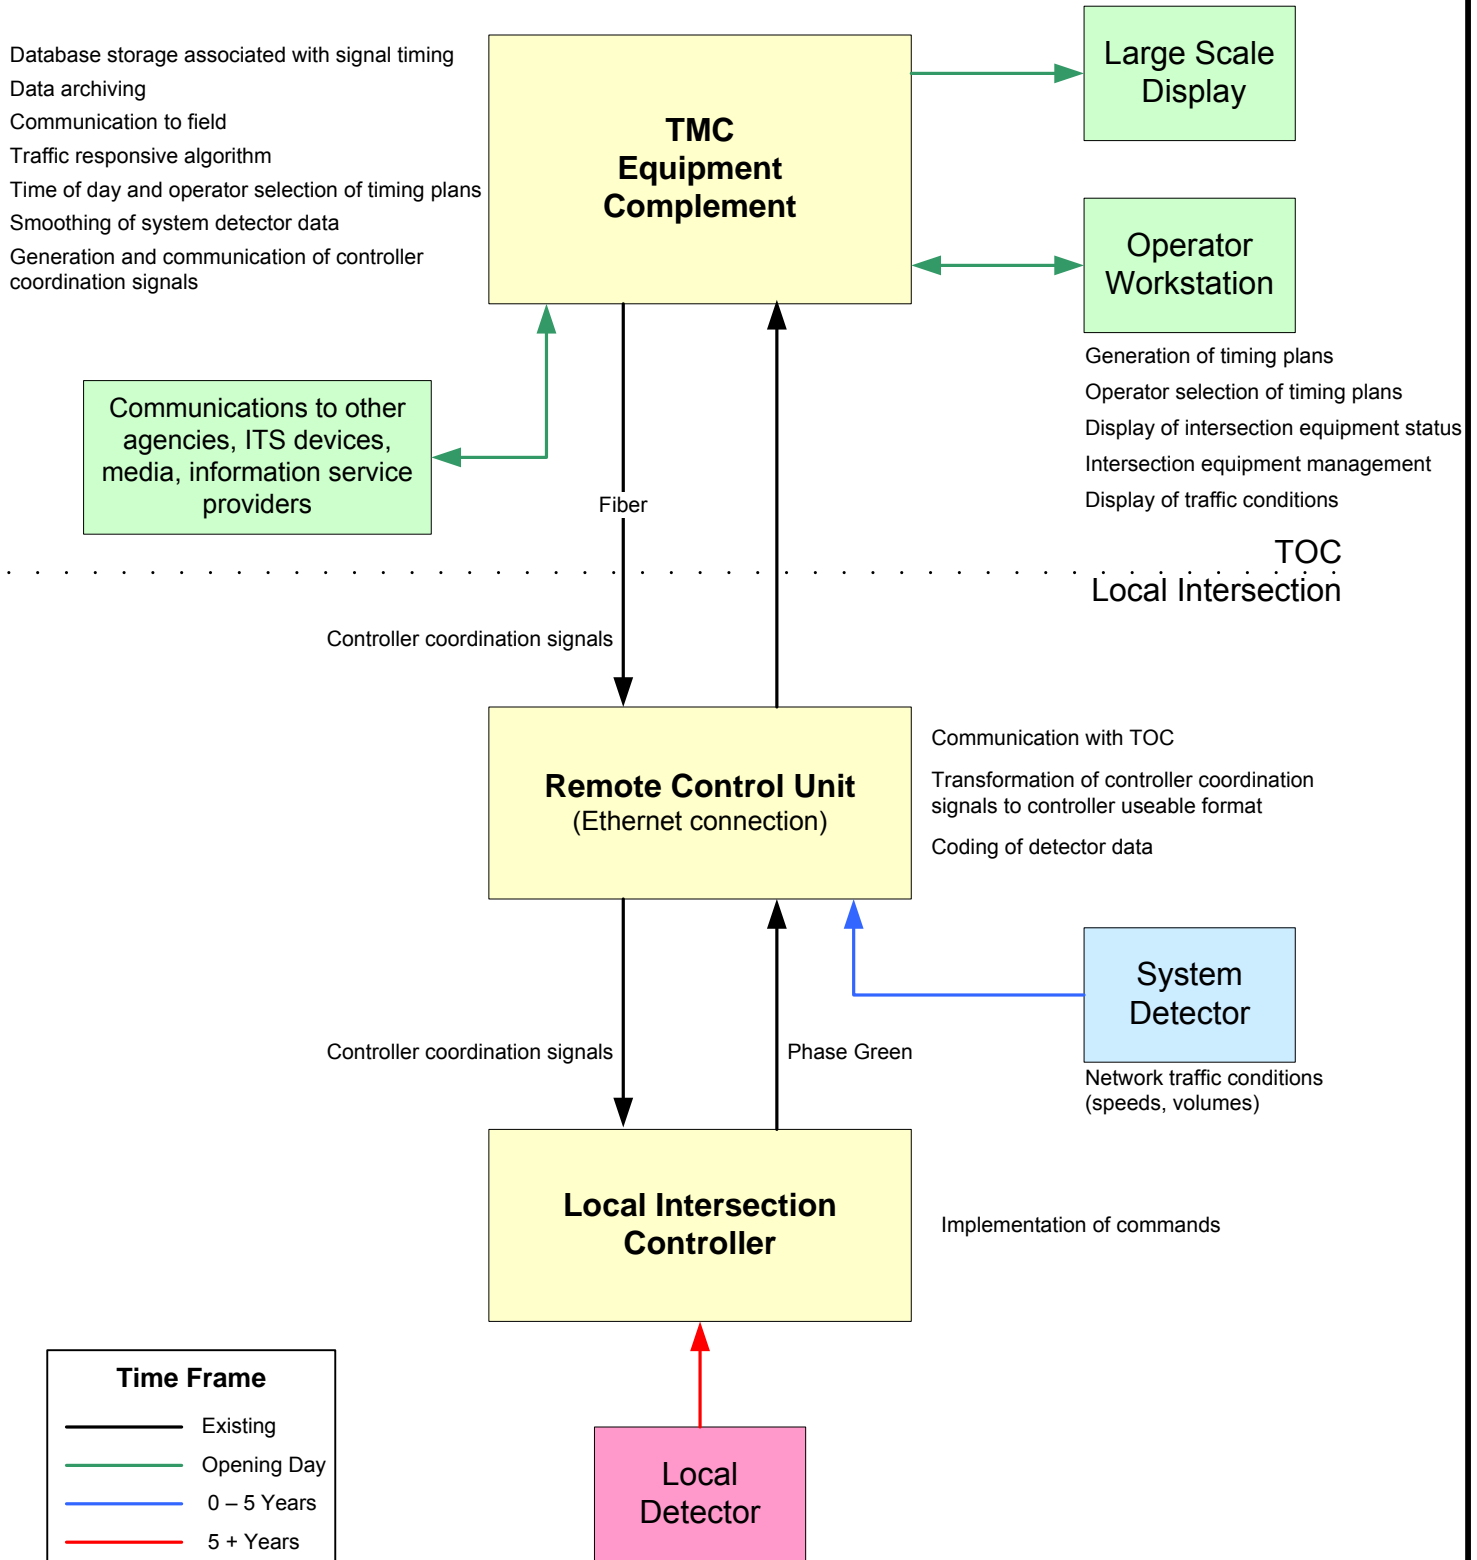 Database storage associated with signal timing
Data archiving
Communication to field
Traffic responsive algorithm
Time of day and operator selection of timing plans
Smoothing of system detector data
Generation and communication of controller
coordination signals
TMC
Equipment
Complement
Large Scale
Display
Operator
Workstation
Generation of timing plans
Operator selection of timing plans
Display of intersection equipment status
Intersection equipment management
Display of traffic conditions
Communications to other
agencies, ITS devices,
media, information service
providers
Fiber
TOC
Local Intersection
Controller coordination signals
Remote Control Unit
(Ethernet connection)
Communication with TOC
Transformation of controller coordination
signals to controller useable format
Coding of detector data
System
Detector
Network traffic conditions
(speeds, volumes)
Controller coordination signals
Phase Green
Local Intersection
Controller
Implementation of commands
Local
Detector
Time Frame
Existing
Opening Day
0 – 5 Years
5 + Years